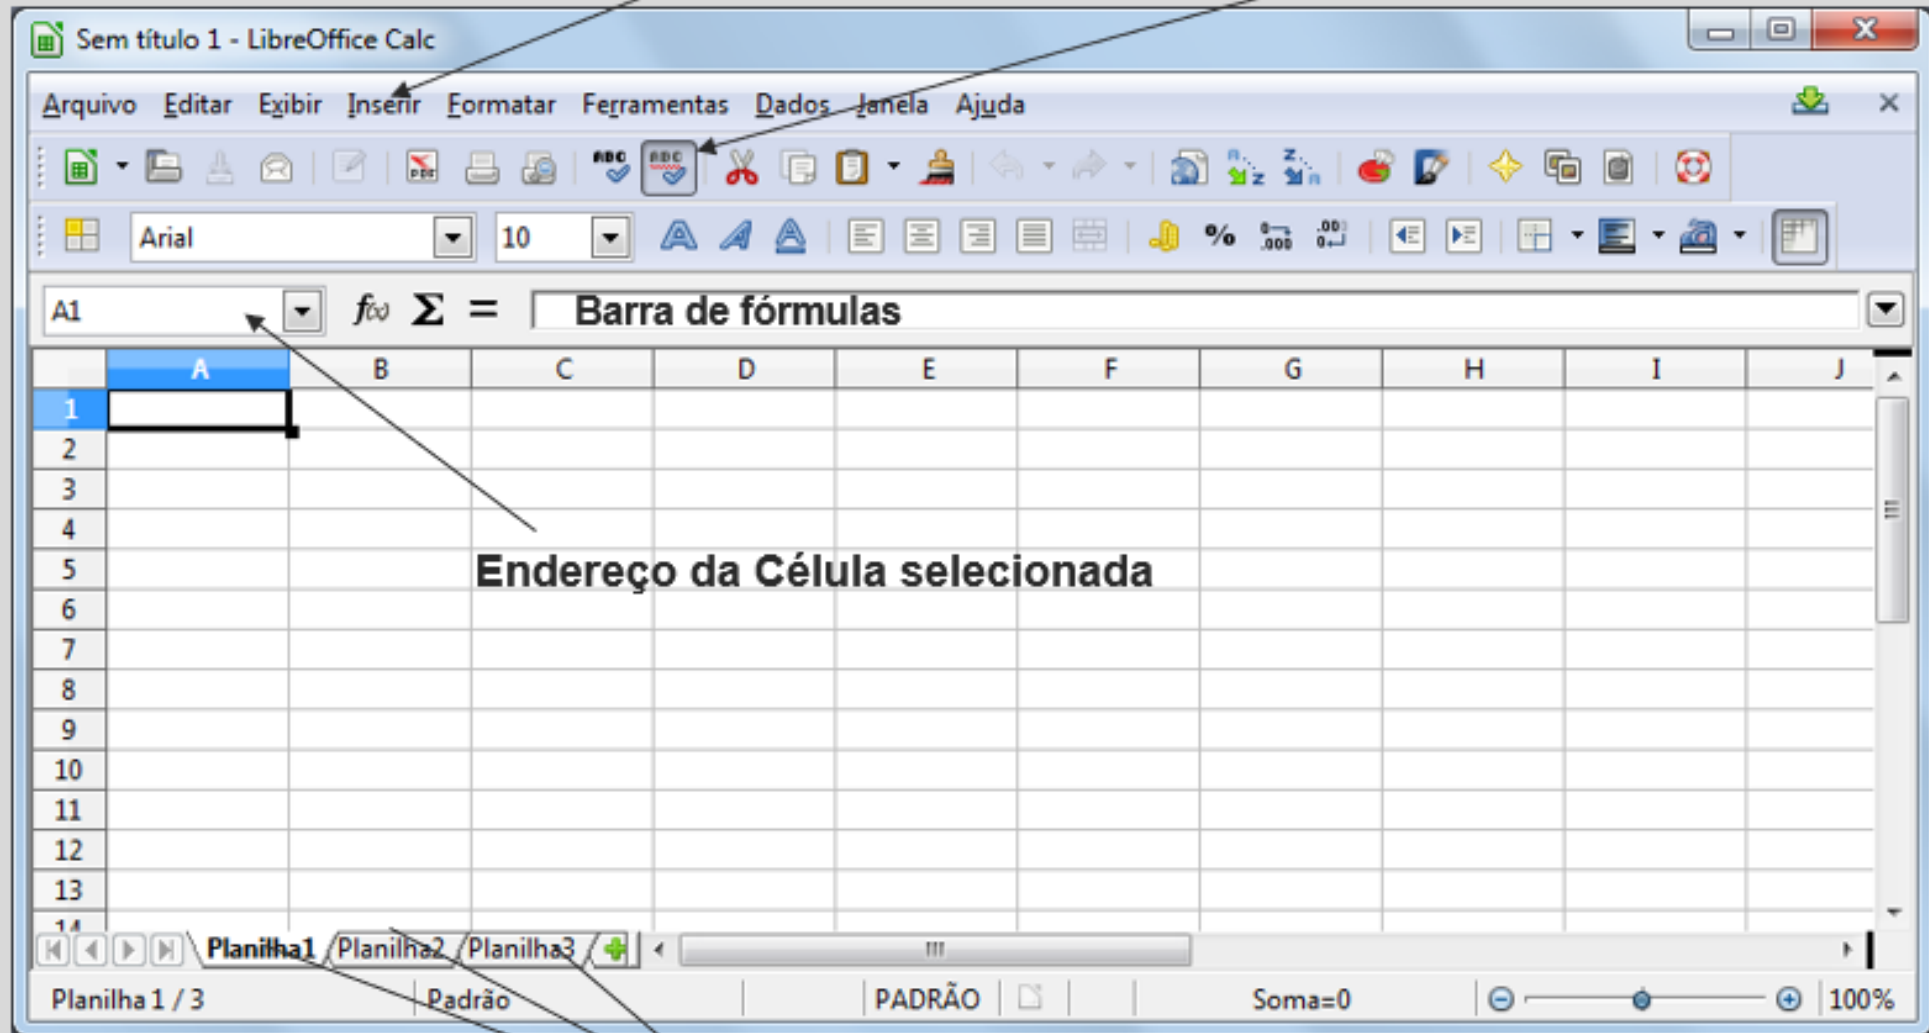 Sem título 1 - LibreOffice Calc
Arquivo Editar Exibir Inserir Formatar Ferramentas Dados Janela Ajuda
Arial 10
A1 f(x) Σ = Barra de fórmulas
A B C D E F G H I J
1
2
3
4
5
Endereço da Célula selecionada
6
7
8
9
10
11
12
13
14
Planilha1 Planilha2 Planilha3
Planilha 1 / 3 Padrão PADRÃO Soma=0 100%